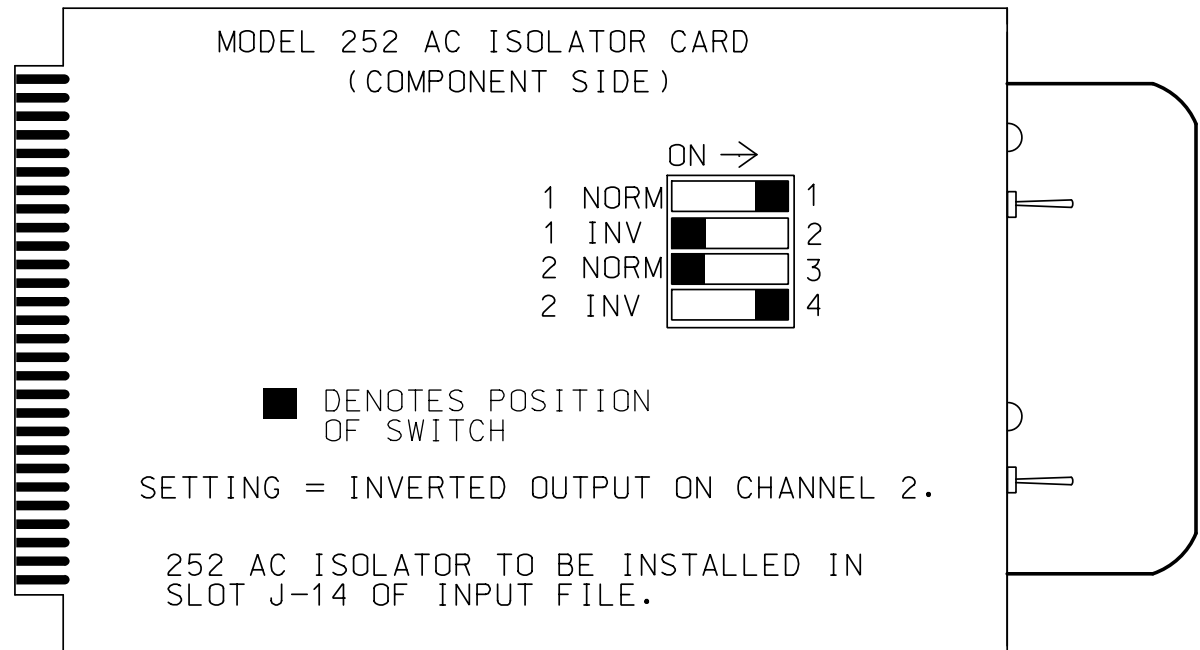 MODEL 252 AC ISOLATOR CARD
(COMPONENT SIDE)
ON
1 NORM 1
1 INV 2
2 NORM 3
2 INV 4
DENOTES POSITION
OF SWITCH
SETTING = INVERTED OUTPUT ON CHANNEL 2.
252 AC ISOLATOR TO BE INSTALLED IN
SLOT J-14 OF INPUT FILE.